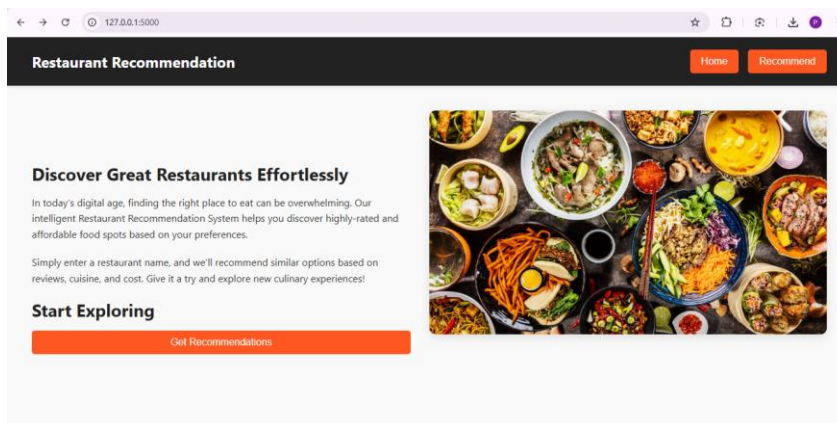 127.0.0.1:5000
P
Restaurant Recommendation
Home
Recommend
Discover Great Restaurants Effortlessly
In today's digital age, finding the right place to eat can be overwhelming. Our
intelligent Restaurant Recommendation System helps you discover highly-rated and
affordable food spots based on your preferences.
Simply enter a restaurant name, and we'll recommend similar options based on
reviews, cuisine, and cost. Give it a try and explore new culinary experiences!
Start Exploring
Get Recommendations